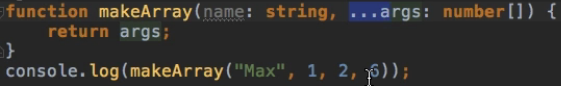 function makeArray(name: string, ...args: number[]) {
    return args;
}
console.log(makeArray("Max", 1, 2, 6));